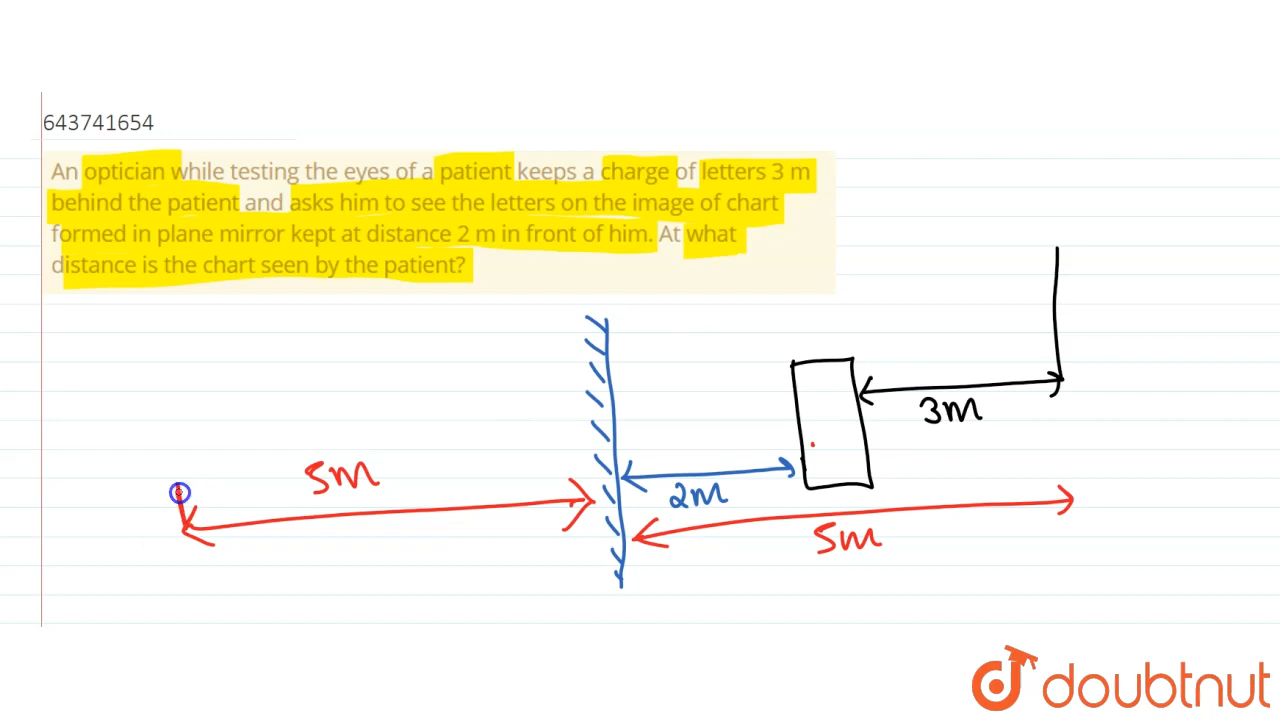 643741654
An optician while testing the eyes of a patient keeps a charge of letters 3 m
behind the patient and asks him to see the letters on the image of chart
formed in plane mirror kept at distance 2 m in front of him. At what
distance is the chart seen by the patient?
3m
5m
2m
5m
doubtnut